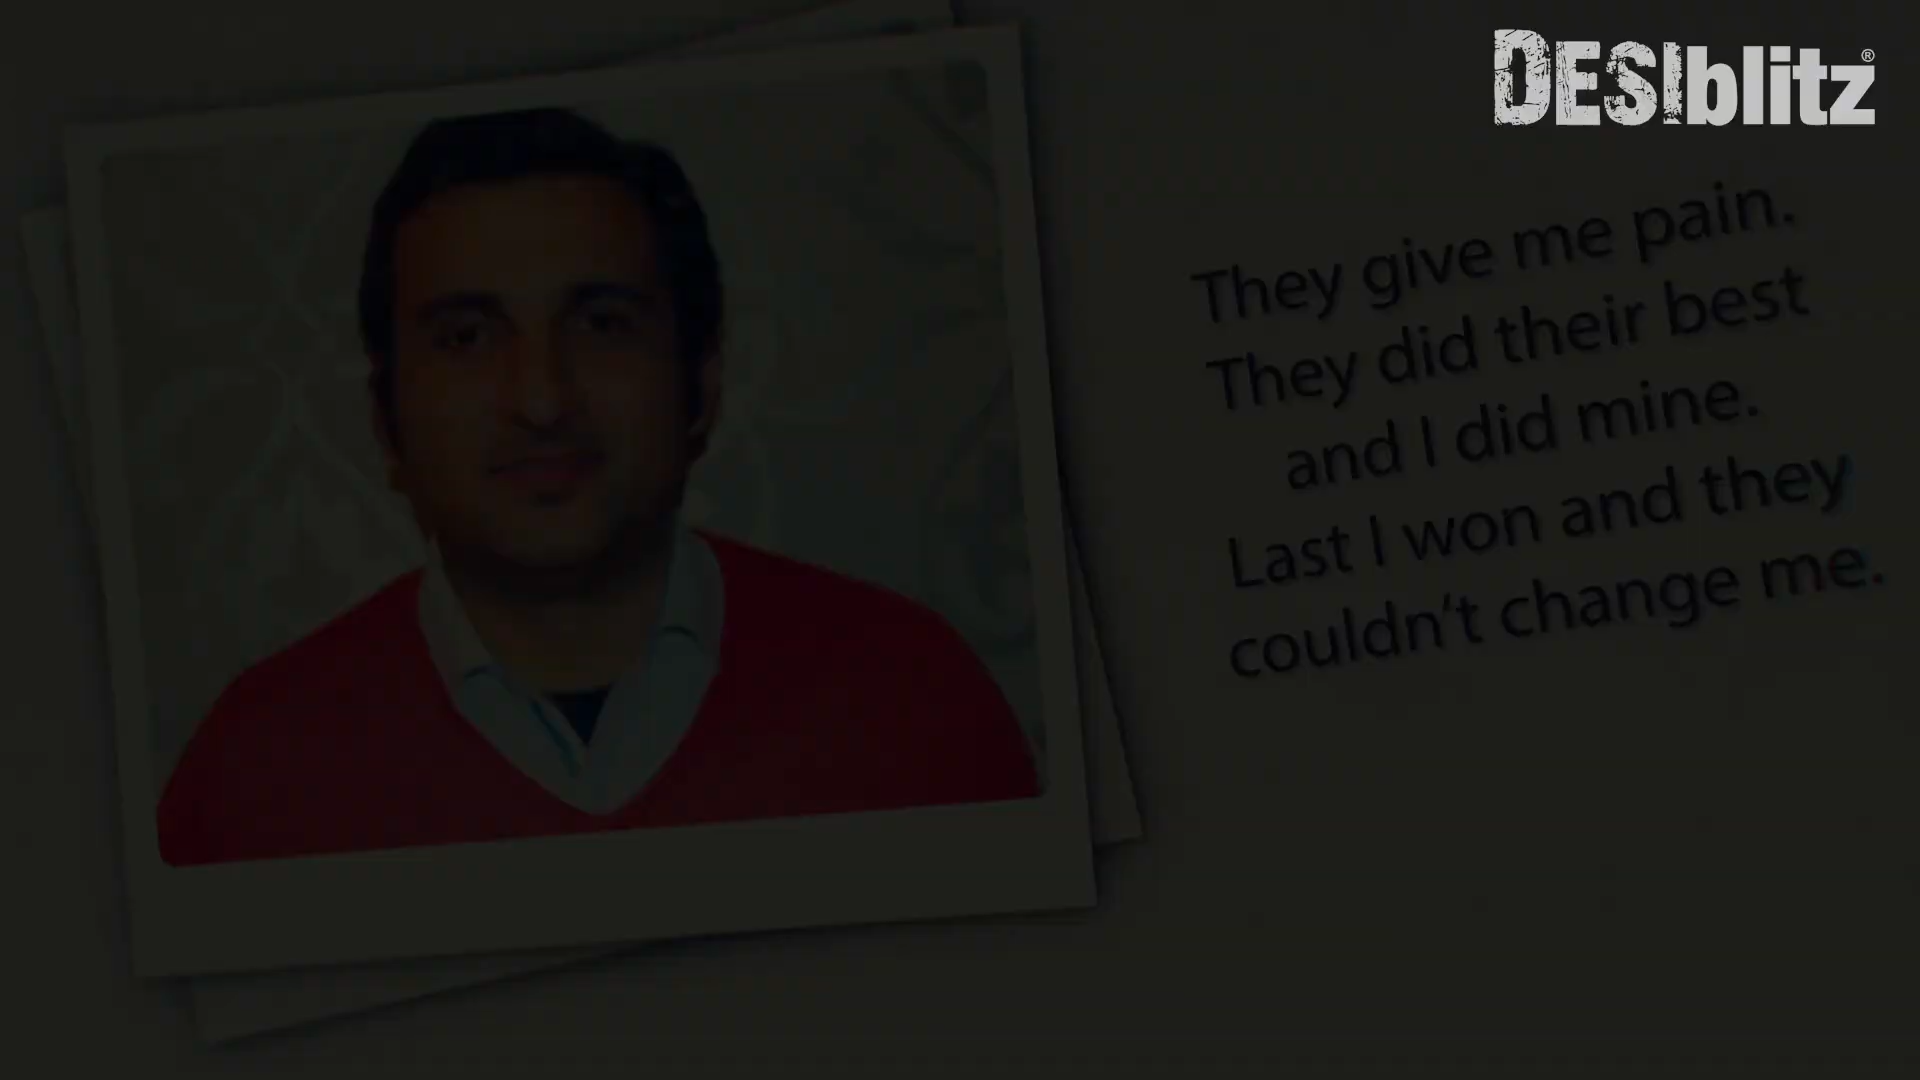 DESIblitz®
They give me pain.
They did their best
and I did mine.
Last I won and they
couldn't change me.